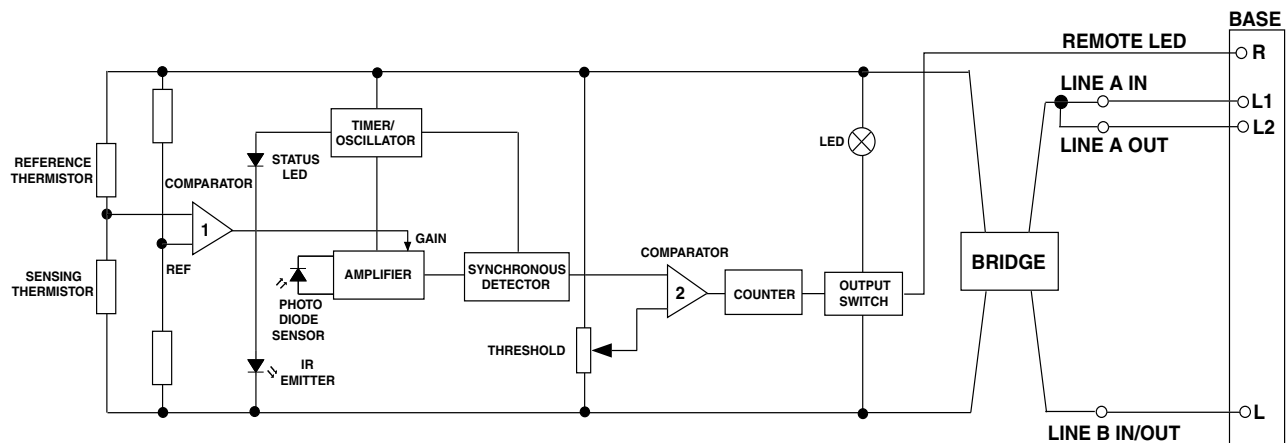 BASE
REMOTE LED
R
LINE A IN
L1
L2
LINE A OUT
TIMER/
OSCILLATOR
LED
STATUS
LED
REFERENCE
THERMISTOR
COMPARATOR
1
GAIN
REF
SENSING
THERMISTOR
AMPLIFIER
SYNCHRONOUS
DETECTOR
COMPARATOR
2
COUNTER
OUTPUT
SWITCH
BRIDGE
PHOTO
DIODE
SENSOR
THRESHOLD
IR
EMITTER
L
LINE B IN/OUT